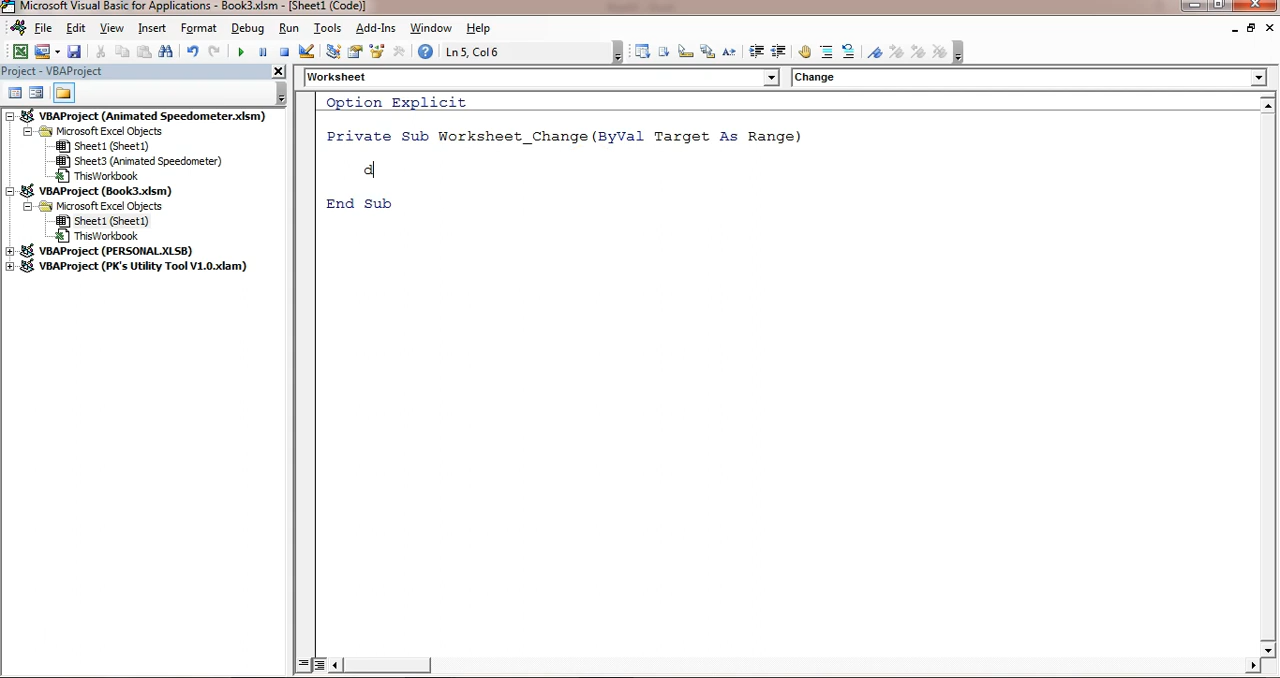 Microsoft Visual Basic for Applications - Book3.xlsm - [Sheet1 (Code)]
File Edit View Insert Format Debug Run Tools Add-Ins Window Help
Ln 5, Col 6
Project - VBAProject
Worksheet
Change
VBAProject (Animated Speedometer.xlsm)
Microsoft Excel Objects
Sheet1 (Sheet1)
Sheet3 (Animated Speedometer)
ThisWorkbook
VBAProject (Book3.xlsm)
Microsoft Excel Objects
Sheet1 (Sheet1)
ThisWorkbook
VBAProject (PERSONAL.XLSB)
VBAProject (PK's Utility Tool V1.0.xlam)
Option Explicit
Private Sub Worksheet_Change(ByVal Target As Range)
d
End Sub